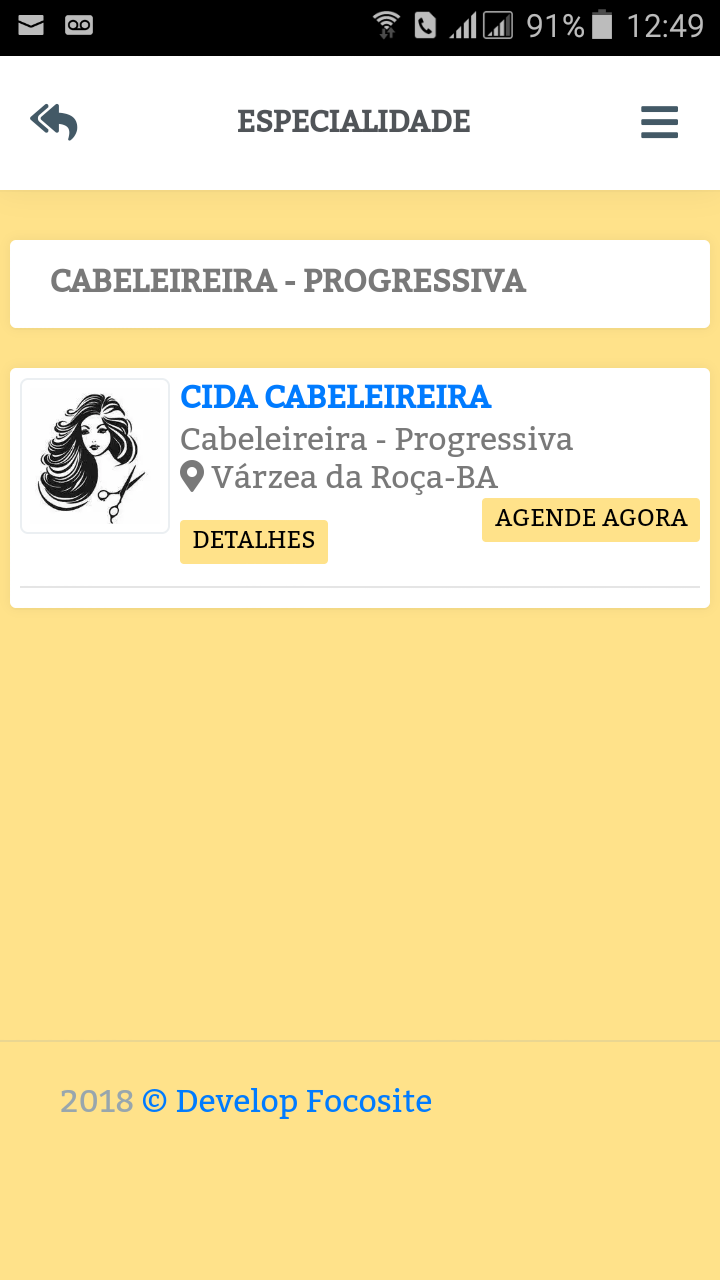 91% 12:49
ESPECIALIDADE
CABELEIREIRA - PROGRESSIVA
CIDA CABELEIREIRA
Cabeleireira - Progressiva
Várzea da Roça-BA
AGENDE AGORA
DETALHES
2018 © Develop Focosite